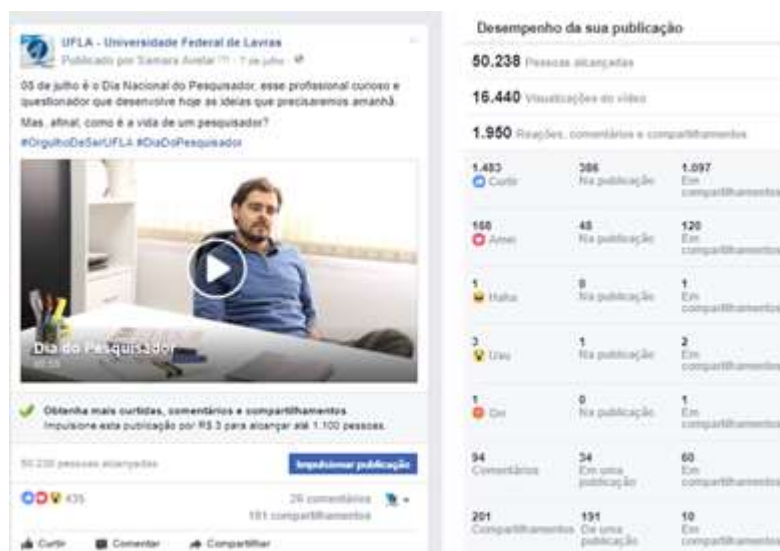 UFLA - Universidade Federal de Lavras
Publicado por Samara Avelar · 7 de julho ·
08 de julho é o Dia Nacional do Pesquisador, esse profissional curioso e
questionador que desenvolve hoje as ideias que precisaremos amanhã.
Mas, afinal, como é a vida de um pesquisador?
#OrgulhoDeSerUFLA #DiaDoPesquisador
Dia do Pesquisador
Obtenha mais curtidas, comentários e compartilhamentos
Impulsione esta publicação por R$ 3 para alcançar até 1.100 pessoas.
50.238 pessoas alcançadas
Impulsionar publicação
435
26 comentários
191 compartilhamentos
Curtir
Comentar
Compartilhar
Desempenho da sua publicação
50.238 Pessoas alcançadas
16.440 Visualizações do vídeo
1.950 Reações, comentários e compartilhamentos
1.483 386 1.097
Curtir Na publicação Em
compartilhamentos
168 48 120
Amei Na publicação Em
compartilhamentos
1 0 1
Haha Na publicação Em
compartilhamentos
3 1 2
Uau Na publicação Em
compartilhamentos
1 0 1
Grr Na publicação Em
compartilhamentos
94 34 60
Comentários Em uma Em
publicação compartilhamentos
201 191 10
Compartilhamentos De uma Em
publicação compartilhamentos